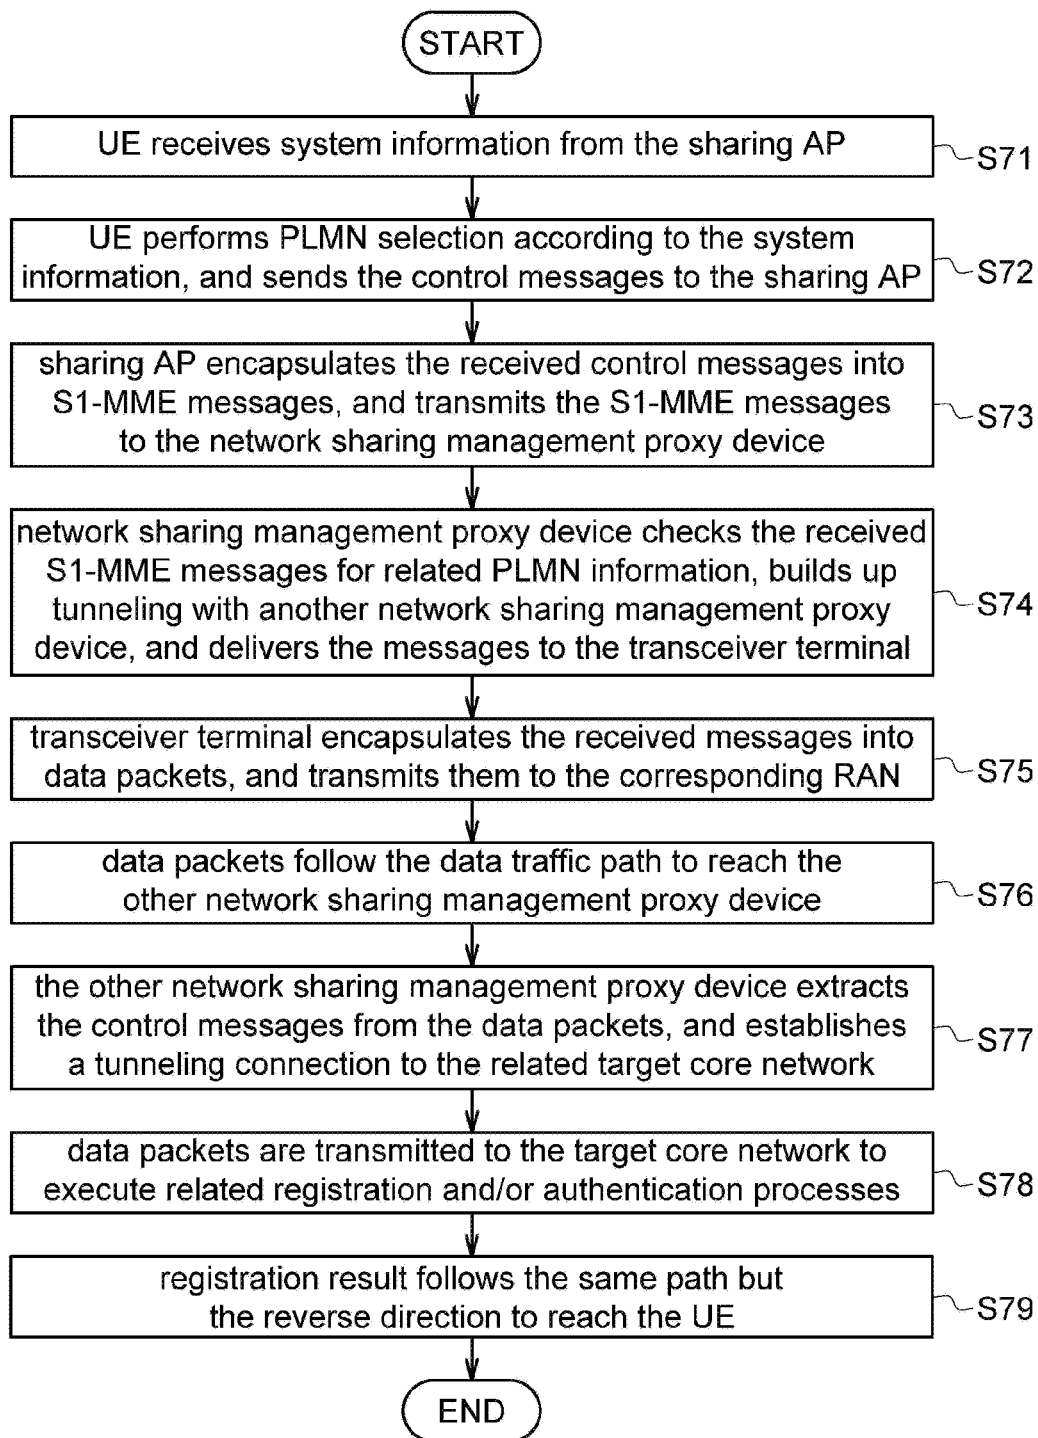 START
UE receives system information from the sharing AP
S71
UE performs PLMN selection according to the system
information, and sends the control messages to the sharing AP
S72
sharing AP encapsulates the received control messages into
S1-MME messages, and transmits the S1-MME messages
to the network sharing management proxy device
S73
network sharing management proxy device checks the received
S1-MME messages for related PLMN information, builds up
tunneling with another network sharing management proxy
device, and delivers the messages to the transceiver terminal
S74
transceiver terminal encapsulates the received messages into
data packets, and transmits them to the corresponding RAN
S75
data packets follow the data traffic path to reach the
other network sharing management proxy device
S76
the other network sharing management proxy device extracts
the control messages from the data packets, and establishes
a tunneling connection to the related target core network
S77
data packets are transmitted to the target core network to
execute related registration and/or authentication processes
S78
registration result follows the same path but
the reverse direction to reach the UE
S79
END